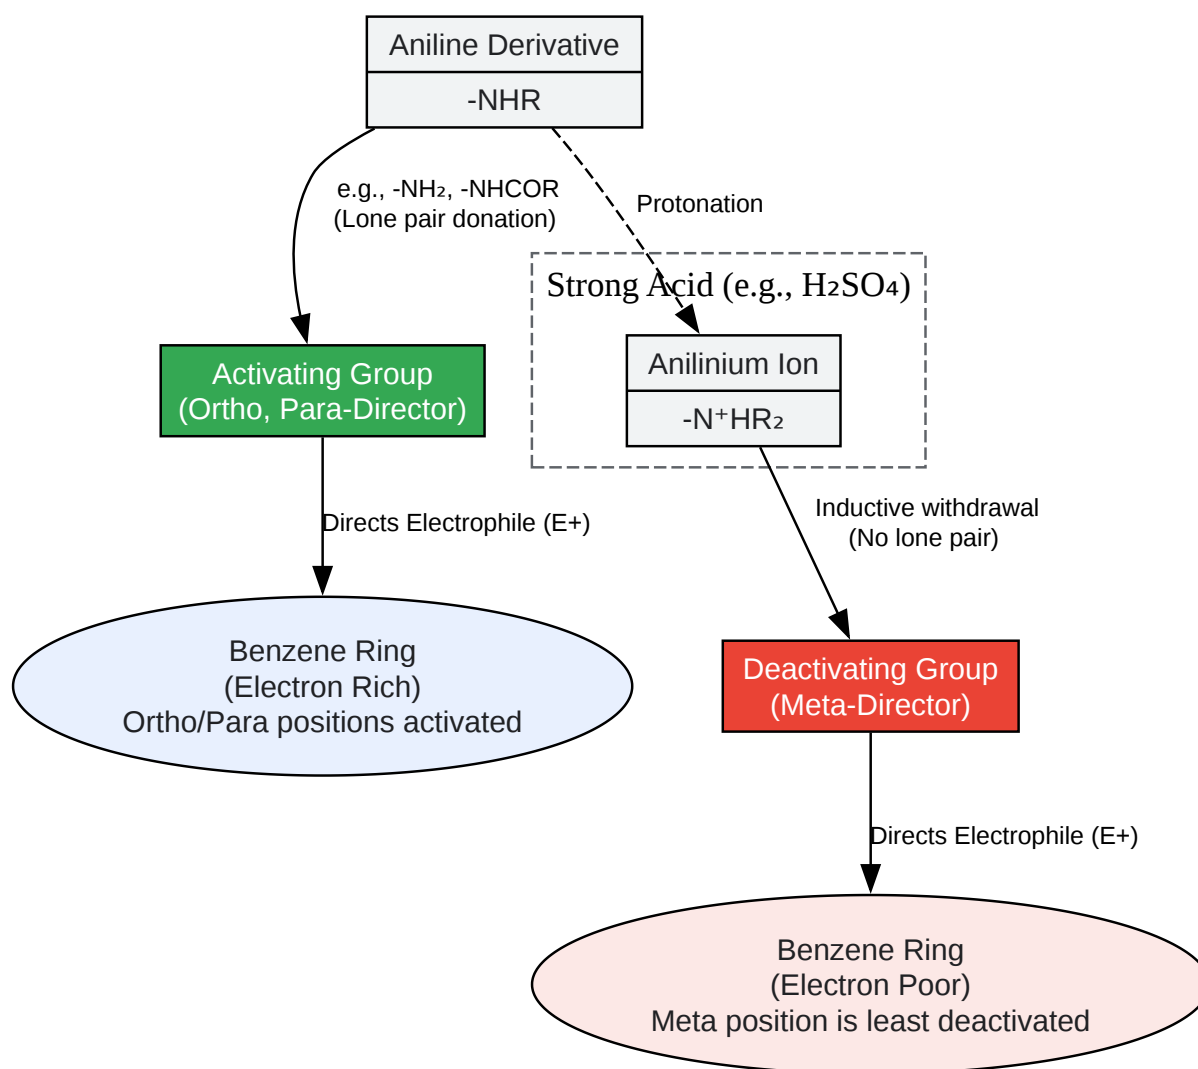 Aniline Derivative
-NHR
e.g., -NH₂, -NHCOR
(Lone pair donation)
Protonation
Strong Acid (e.g., H₂SO₄)
Anilinium Ion
-N⁺HR₂
Activating Group
(Ortho, Para-Director)
Directs Electrophile (E+)
Inductive withdrawal
(No lone pair)
Benzene Ring
(Electron Rich)
Ortho/Para positions activated
Deactivating Group
(Meta-Director)
Directs Electrophile (E+)
Benzene Ring
(Electron Poor)
Meta position is least deactivated